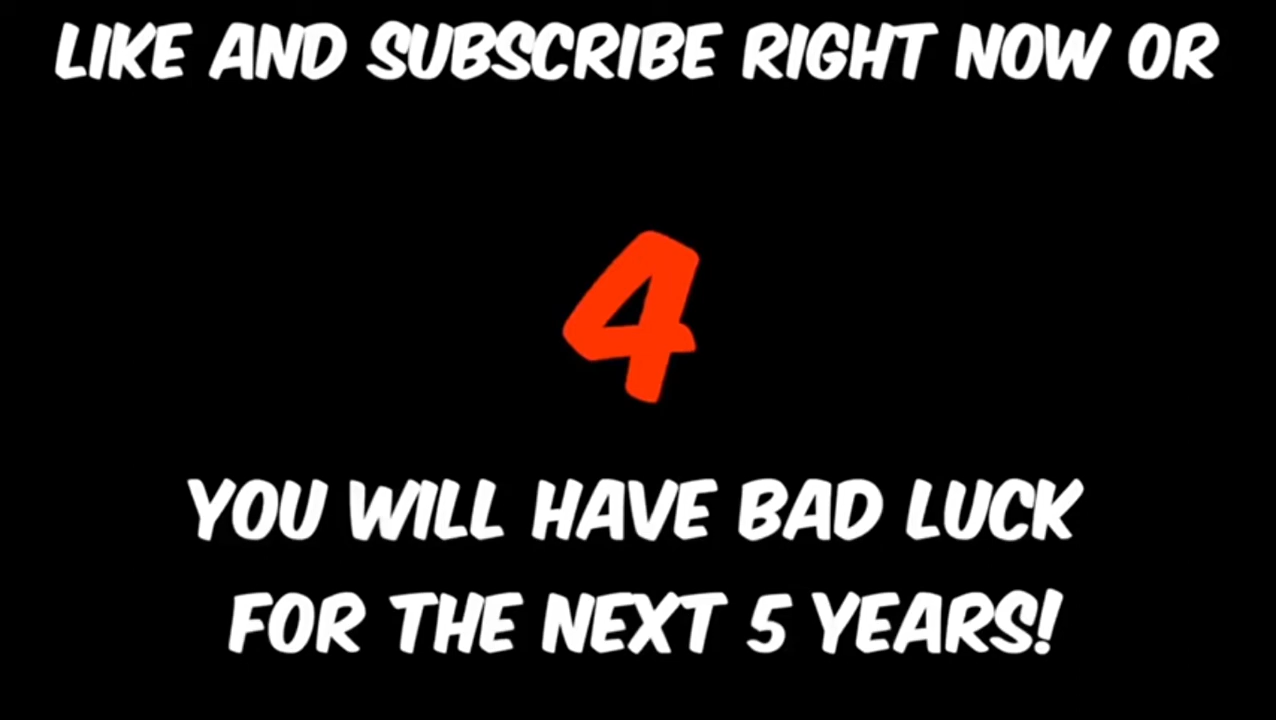 LIKE AND SUBSCRIBE RIGHT NOW OR
4
YOU WILL HAVE BAD LUCK
FOR THE NEXT 5 YEARS!